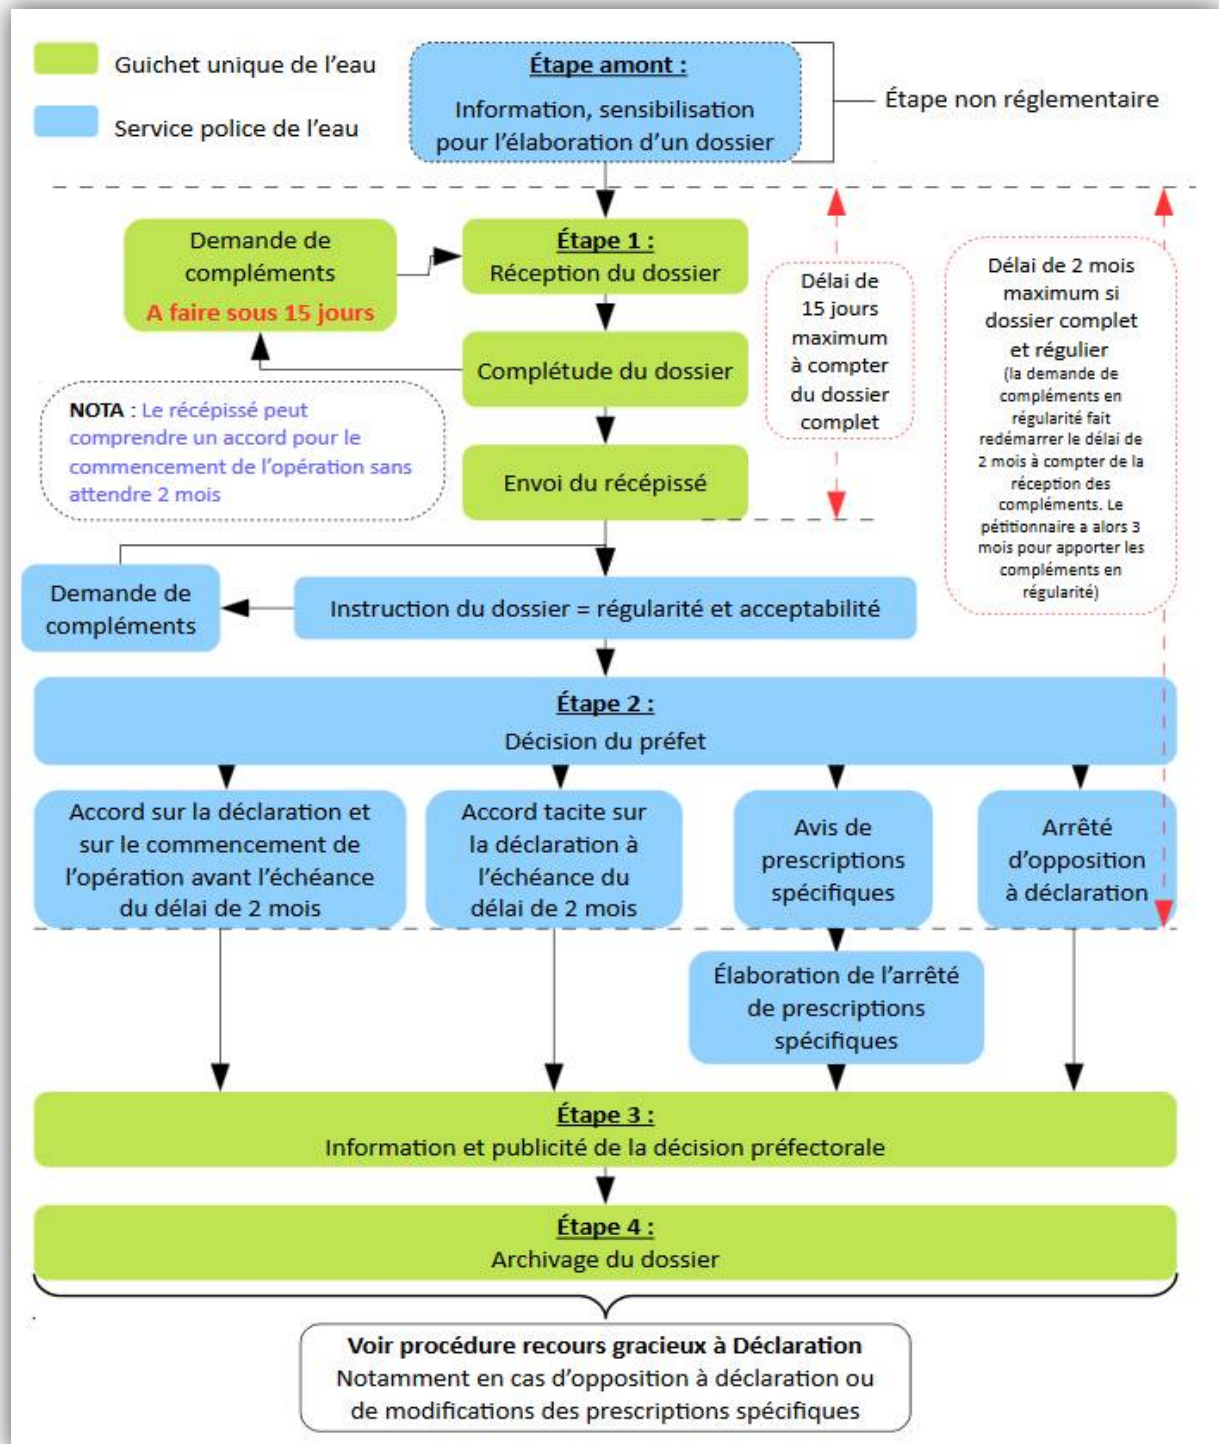 Guichet unique de l'eau
Service police de l'eau
Étape amont :
Information, sensibilisation
pour l'élaboration d'un dossier
Étape non réglementaire
Demande de
compléments
A faire sous 15 jours
Étape 1 :
Réception du dossier
Complétude du dossier
Envoi du récépissé
NOTA : Le récépissé peut
comprendre un accord pour le
commencement de l'opération sans
attendre 2 mois
Délai de
15 jours
maximum
à compter
du dossier
complet
Délai de 2 mois
maximum si
dossier complet
et régulier
(la demande de
compléments en
régularité fait
redémarrer le délai de
2 mois à compter de la
réception des
compléments. Le
pétitionnaire a alors 3
mois pour apporter les
compléments en
régularité)
Demande de
compléments
Instruction du dossier = régularité et acceptabilité
Étape 2 :
Décision du préfet
Accord sur la déclaration et
sur le commencement de
l'opération avant l'échéance
du délai de 2 mois
Accord tacite sur
la déclaration à
l'échéance du
délai de 2 mois
Avis de
prescriptions
spécifiques
Arrêté
d'opposition
à déclaration
Élaboration de l'arrêté
de prescriptions
spécifiques
Étape 3 :
Information et publicité de la décision préfectorale
Étape 4 :
Archivage du dossier
Voir procédure recours gracieux à Déclaration
Notamment en cas d'opposition à déclaration ou
de modifications des prescriptions spécifiques